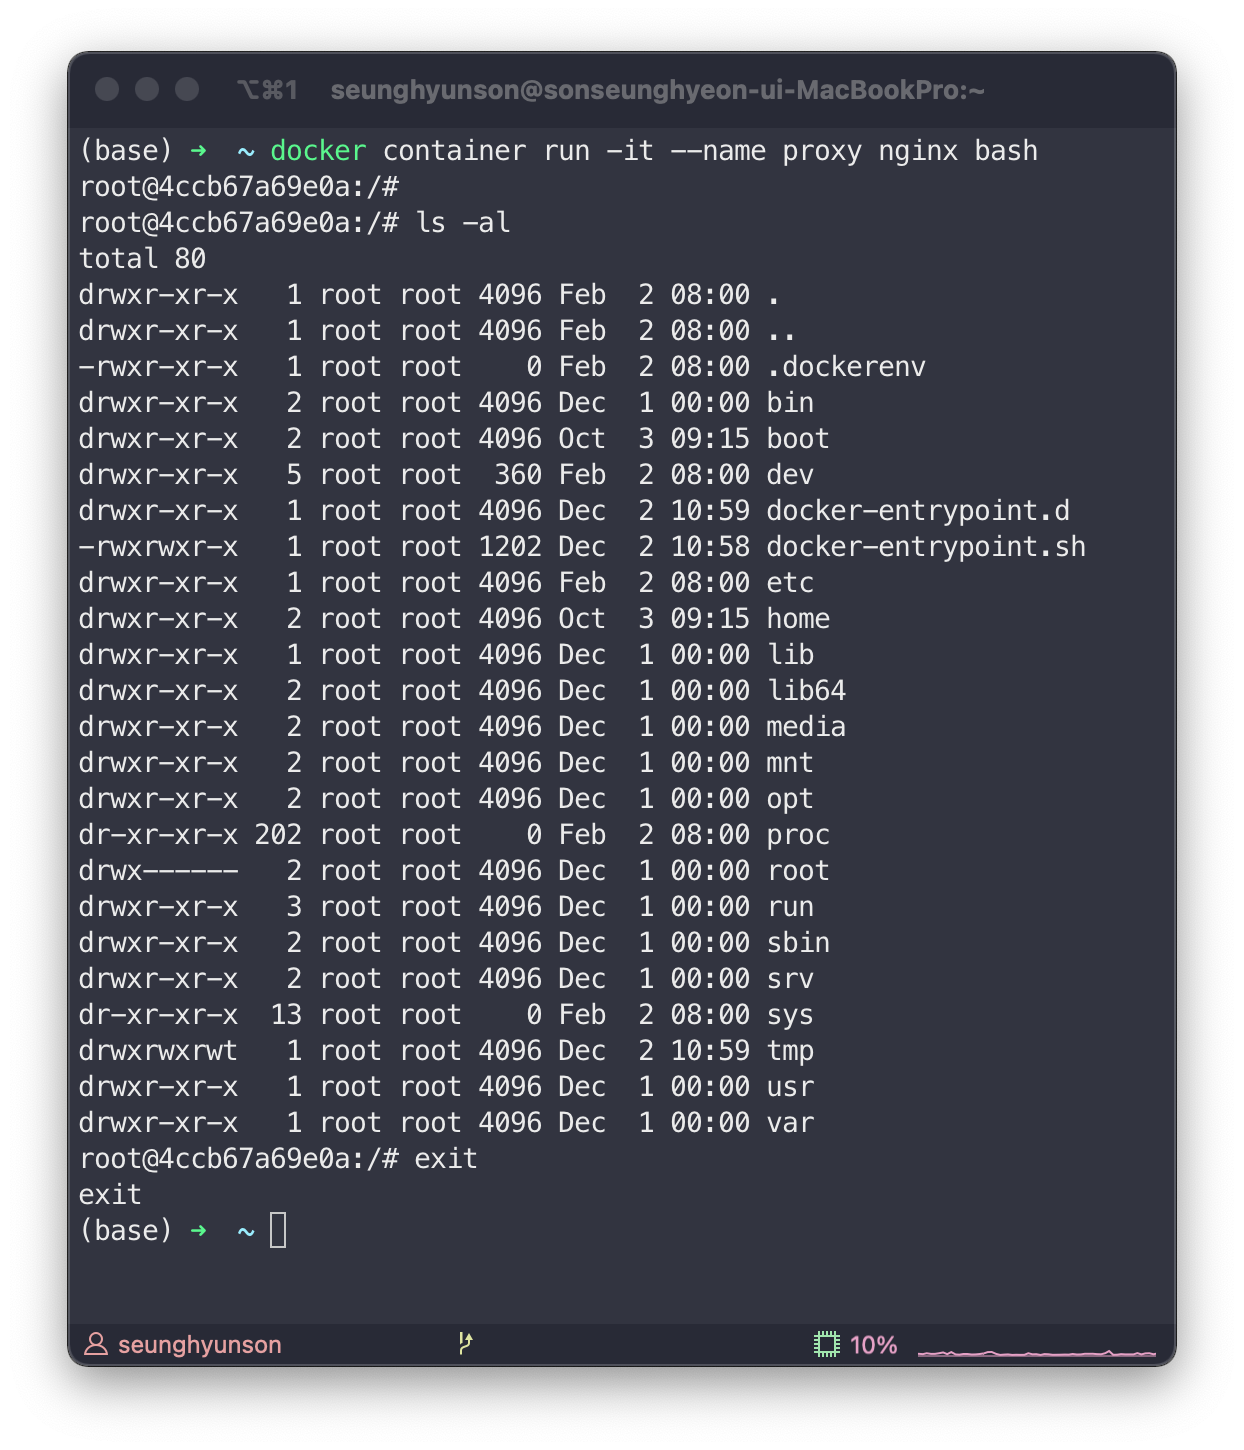 ⌥⌘1 seunghyunson@sonseunghyeon-ui-MacBookPro:~
(base) ➜  ~ docker container run -it --name proxy nginx bash
root@4ccb67a69e0a:/#
root@4ccb67a69e0a:/# ls -al
total 80
drwxr-xr-x   1 root root 4096 Feb  2 08:00 .
drwxr-xr-x   1 root root 4096 Feb  2 08:00 ..
-rwxr-xr-x   1 root root    0 Feb  2 08:00 .dockerenv
drwxr-xr-x   2 root root 4096 Dec  1 00:00 bin
drwxr-xr-x   2 root root 4096 Oct  3 09:15 boot
drwxr-xr-x   5 root root  360 Feb  2 08:00 dev
drwxr-xr-x   1 root root 4096 Dec  2 10:59 docker-entrypoint.d
-rwxrwxr-x   1 root root 1202 Dec  2 10:58 docker-entrypoint.sh
drwxr-xr-x   1 root root 4096 Feb  2 08:00 etc
drwxr-xr-x   2 root root 4096 Oct  3 09:15 home
drwxr-xr-x   1 root root 4096 Dec  1 00:00 lib
drwxr-xr-x   2 root root 4096 Dec  1 00:00 lib64
drwxr-xr-x   2 root root 4096 Dec  1 00:00 media
drwxr-xr-x   2 root root 4096 Dec  1 00:00 mnt
drwxr-xr-x   2 root root 4096 Dec  1 00:00 opt
dr-xr-xr-x 202 root root    0 Feb  2 08:00 proc
drwx------   2 root root 4096 Dec  1 00:00 root
drwxr-xr-x   3 root root 4096 Dec  1 00:00 run
drwxr-xr-x   2 root root 4096 Dec  1 00:00 sbin
drwxr-xr-x   2 root root 4096 Dec  1 00:00 srv
dr-xr-xr-x  13 root root    0 Feb  2 08:00 sys
drwxrwxrwt   1 root root 4096 Dec  2 10:59 tmp
drwxr-xr-x   1 root root 4096 Dec  1 00:00 usr
drwxr-xr-x   1 root root 4096 Dec  1 00:00 var
root@4ccb67a69e0a:/# exit
exit
(base) ➜  ~
seunghyunson 10%